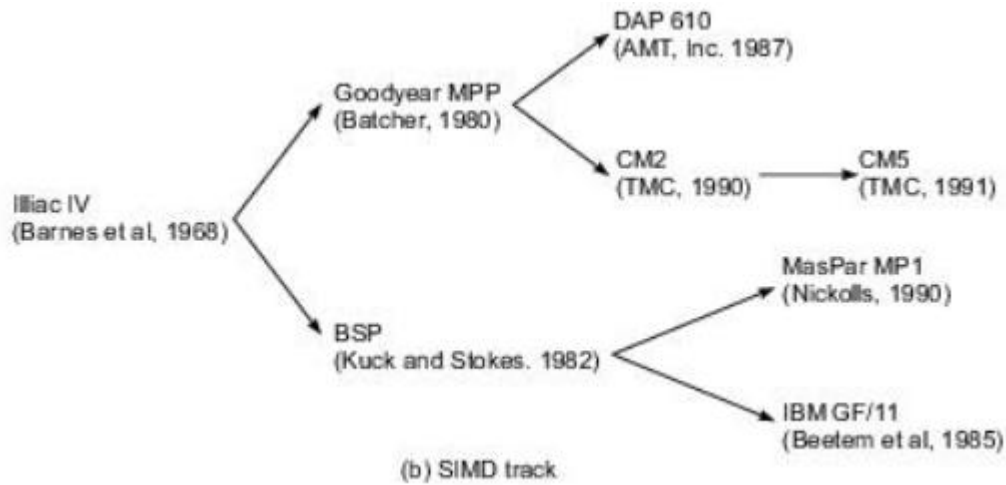 DAP 610
(AMT, Inc. 1987)
Goodyear MPP
(Batcher, 1980)
CM2
(TMC, 1990)
CM5
(TMC, 1991)
Illiac IV
(Barnes et al, 1968)
MasPar MP1
(Nickolls, 1990)
BSP
(Kuck and Stokes. 1982)
IBM GF/11
(Beetem et al, 1985)
(b) SIMD track